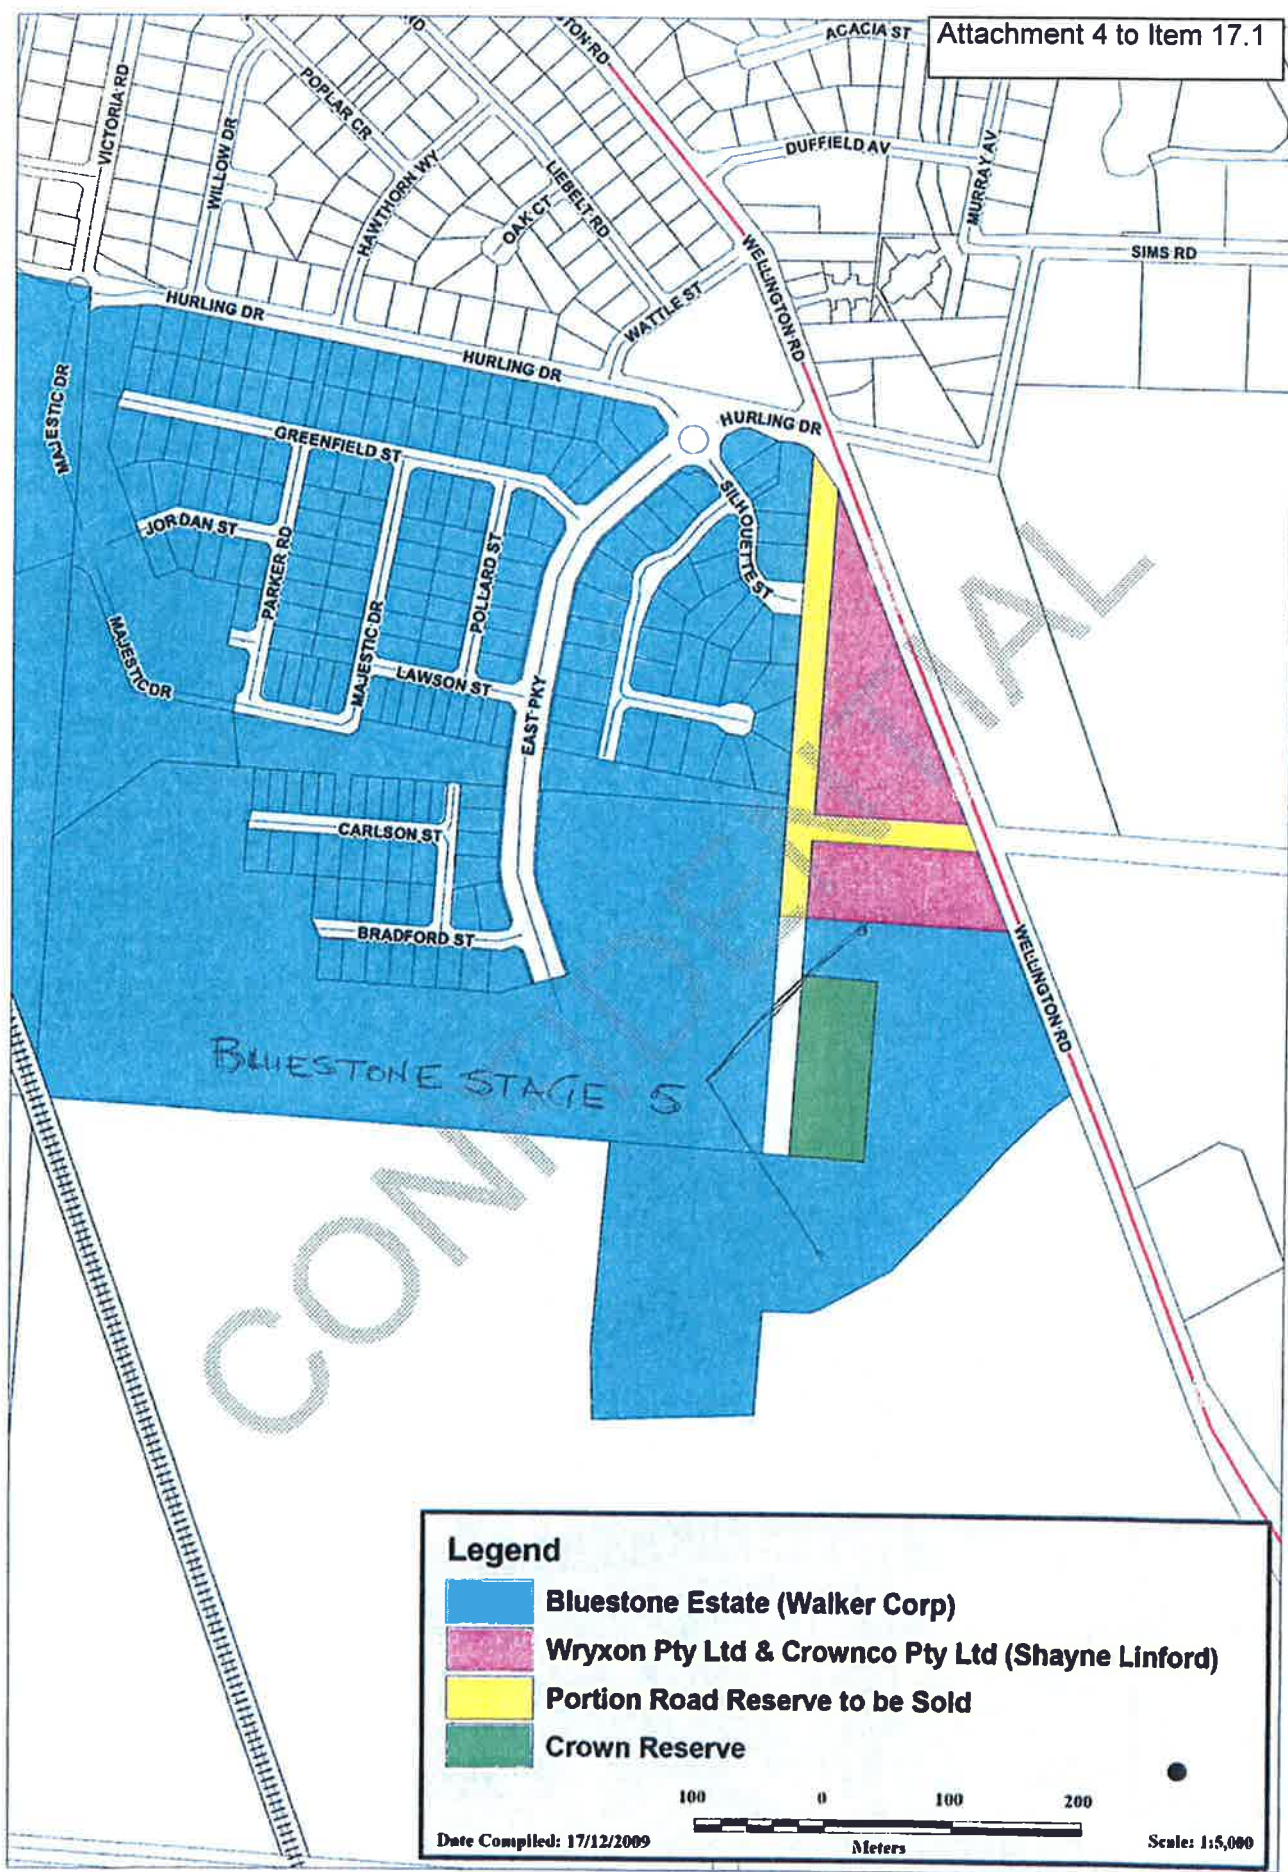 Attachment 4 to Item 17.1
ACACIA ST
VICTORIA RD
POPLAR CR
WILLOW DR
HAWTHORN WY
LIEBELT RD
OAK CT
DUFFIELD AV
MURRAY AV
SIMS RD
WELLINGTON RD
WATTLE ST
HURLING DR
HURLING DR
HURLING DR
MAJESTIC DR
GREENFIELD ST
JORDAN ST
PARKER RD
POLLARD ST
SILHOUETTE ST
MAJESTIC DR
MAJESTIC DR
LAWSON ST
EAST PKY
CARLSON ST
BRADFORD ST
WELLINGTON RD
BLUESTONE STAGE 5
CONFIDENTIAL
Legend
Bluestone Estate (Walker Corp)
Wryxon Pty Ltd & Crownco Pty Ltd (Shayne Linford)
Portion Road Reserve to be Sold
Crown Reserve
100 0 100 200
Date Compiled: 17/12/2009
Meters
Scale: 1:5,000